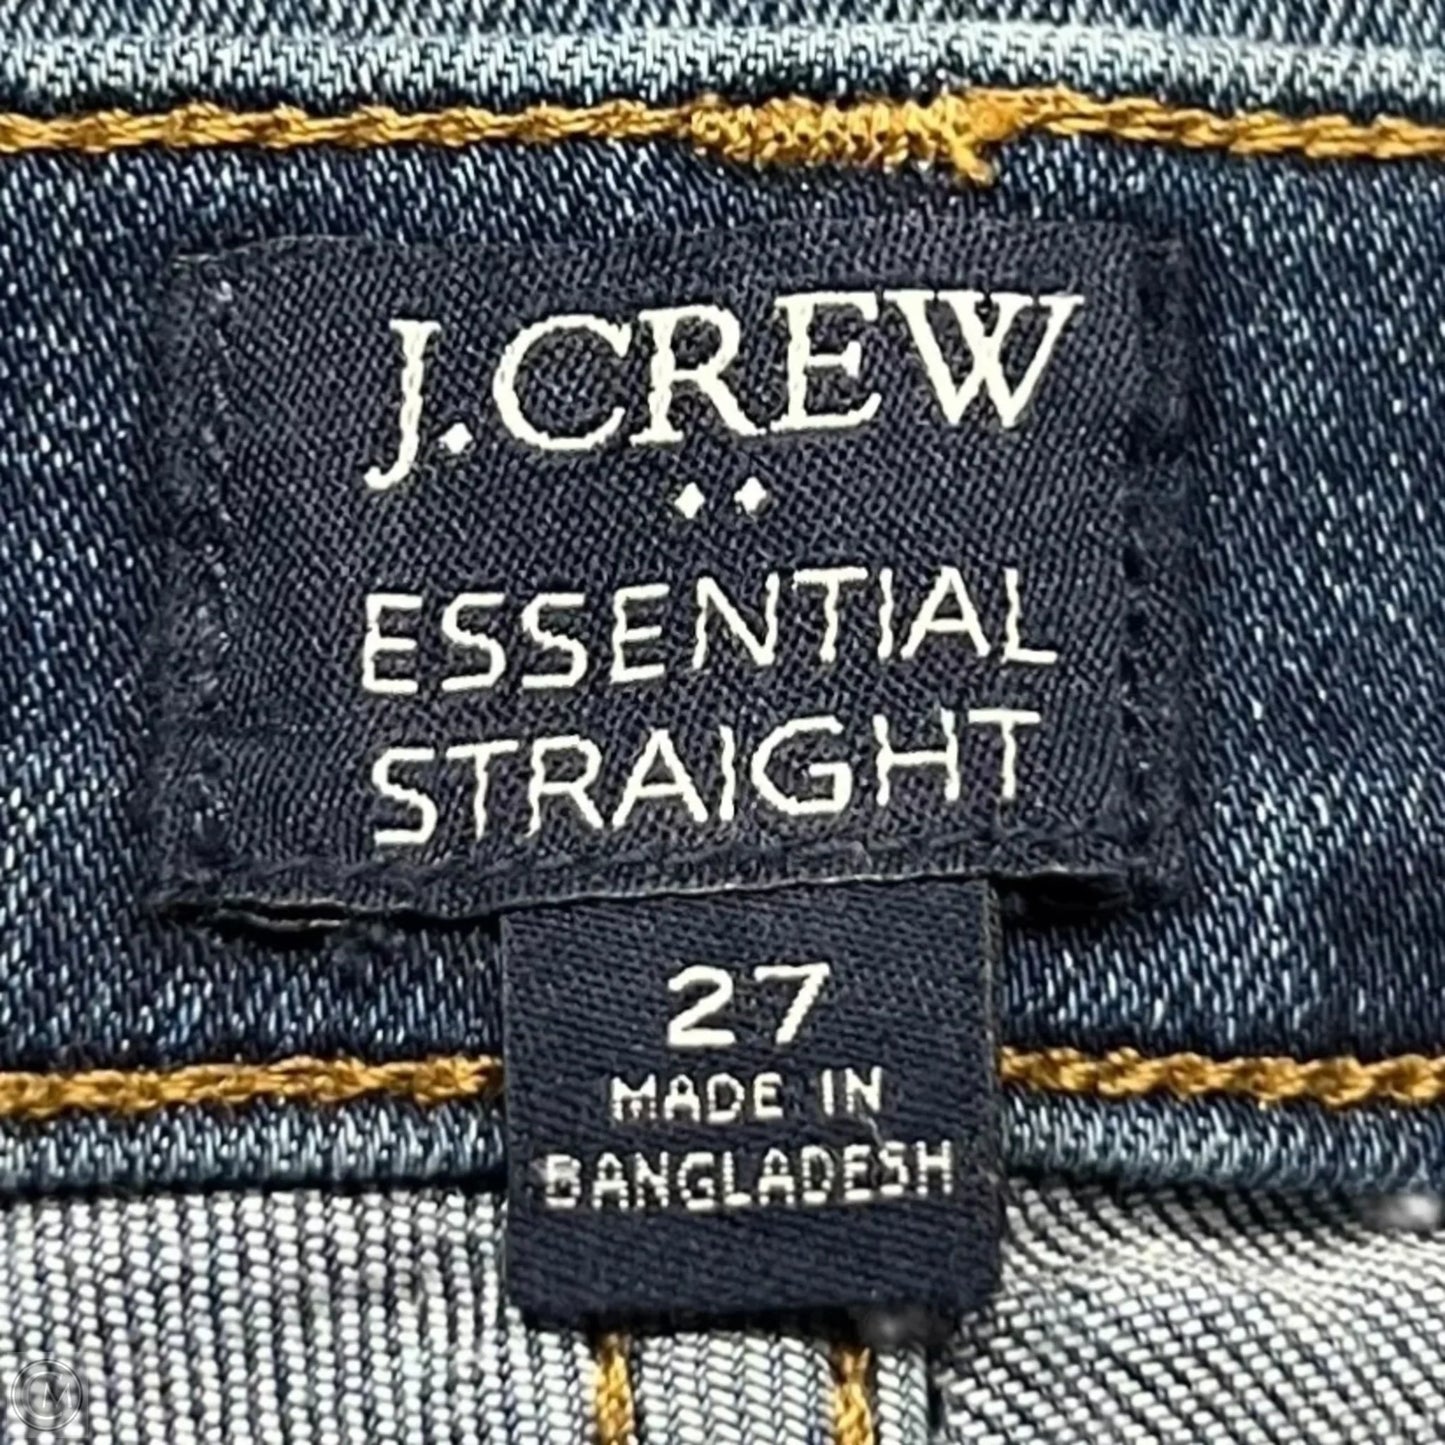 J.CREW
ESSENTIAL
STRAIGHT
27
MADE IN
BANGLADESH